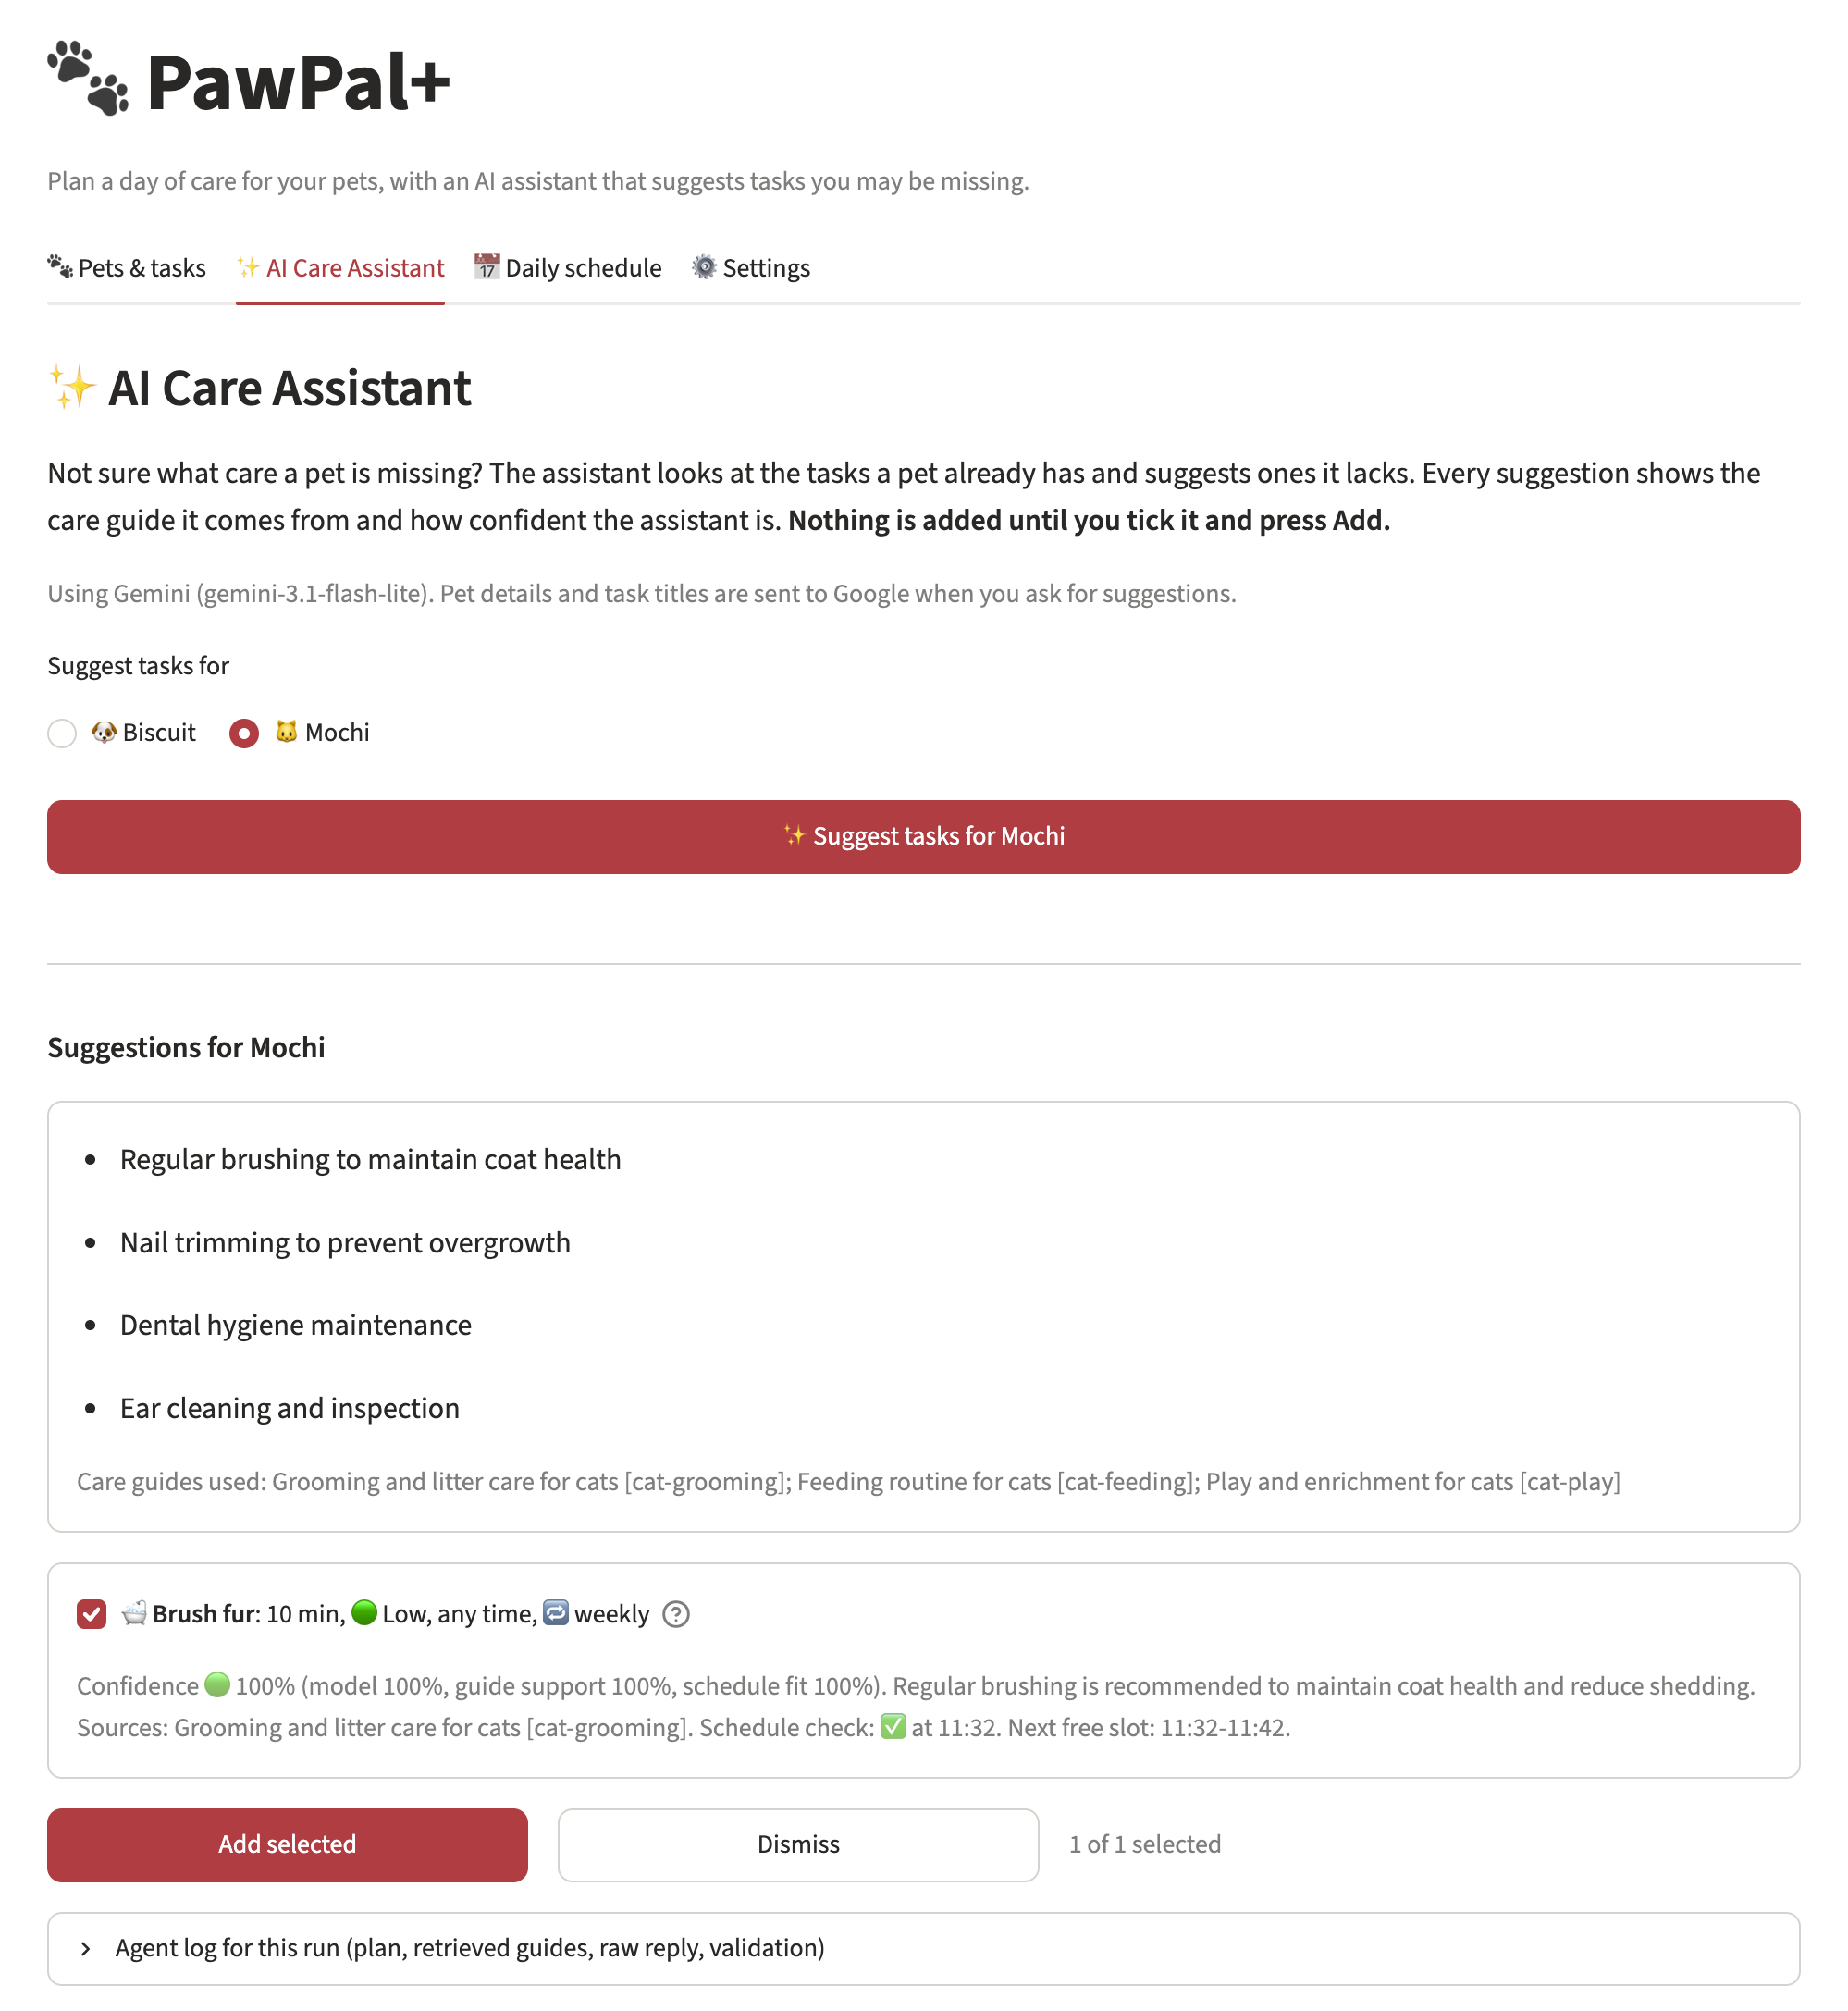 🐾 PawPal+
Plan a day of care for your pets, with an AI assistant that suggests tasks you may be missing.
🐾 Pets & tasks ✨ AI Care Assistant 📅 Daily schedule ⚙️ Settings
✨ AI Care Assistant
Not sure what care a pet is missing? The assistant looks at the tasks a pet already has and suggests ones it lacks. Every suggestion shows the
care guide it comes from and how confident the assistant is. Nothing is added until you tick it and press Add.
Using Gemini (gemini-3.1-flash-lite). Pet details and task titles are sent to Google when you ask for suggestions.
Suggest tasks for
🐶 Biscuit 🐱 Mochi
✨ Suggest tasks for Mochi
Suggestions for Mochi
• Regular brushing to maintain coat health
• Nail trimming to prevent overgrowth
• Dental hygiene maintenance
• Ear cleaning and inspection
Care guides used: Grooming and litter care for cats [cat-grooming]; Feeding routine for cats [cat-feeding]; Play and enrichment for cats [cat-play]
🛁 Brush fur: 10 min, 🟢 Low, any time, 🔁 weekly ?
Confidence 🟢 100% (model 100%, guide support 100%, schedule fit 100%). Regular brushing is recommended to maintain coat health and reduce shedding.
Sources: Grooming and litter care for cats [cat-grooming]. Schedule check: ✅ at 11:32. Next free slot: 11:32-11:42.
Add selected Dismiss 1 of 1 selected
› Agent log for this run (plan, retrieved guides, raw reply, validation)